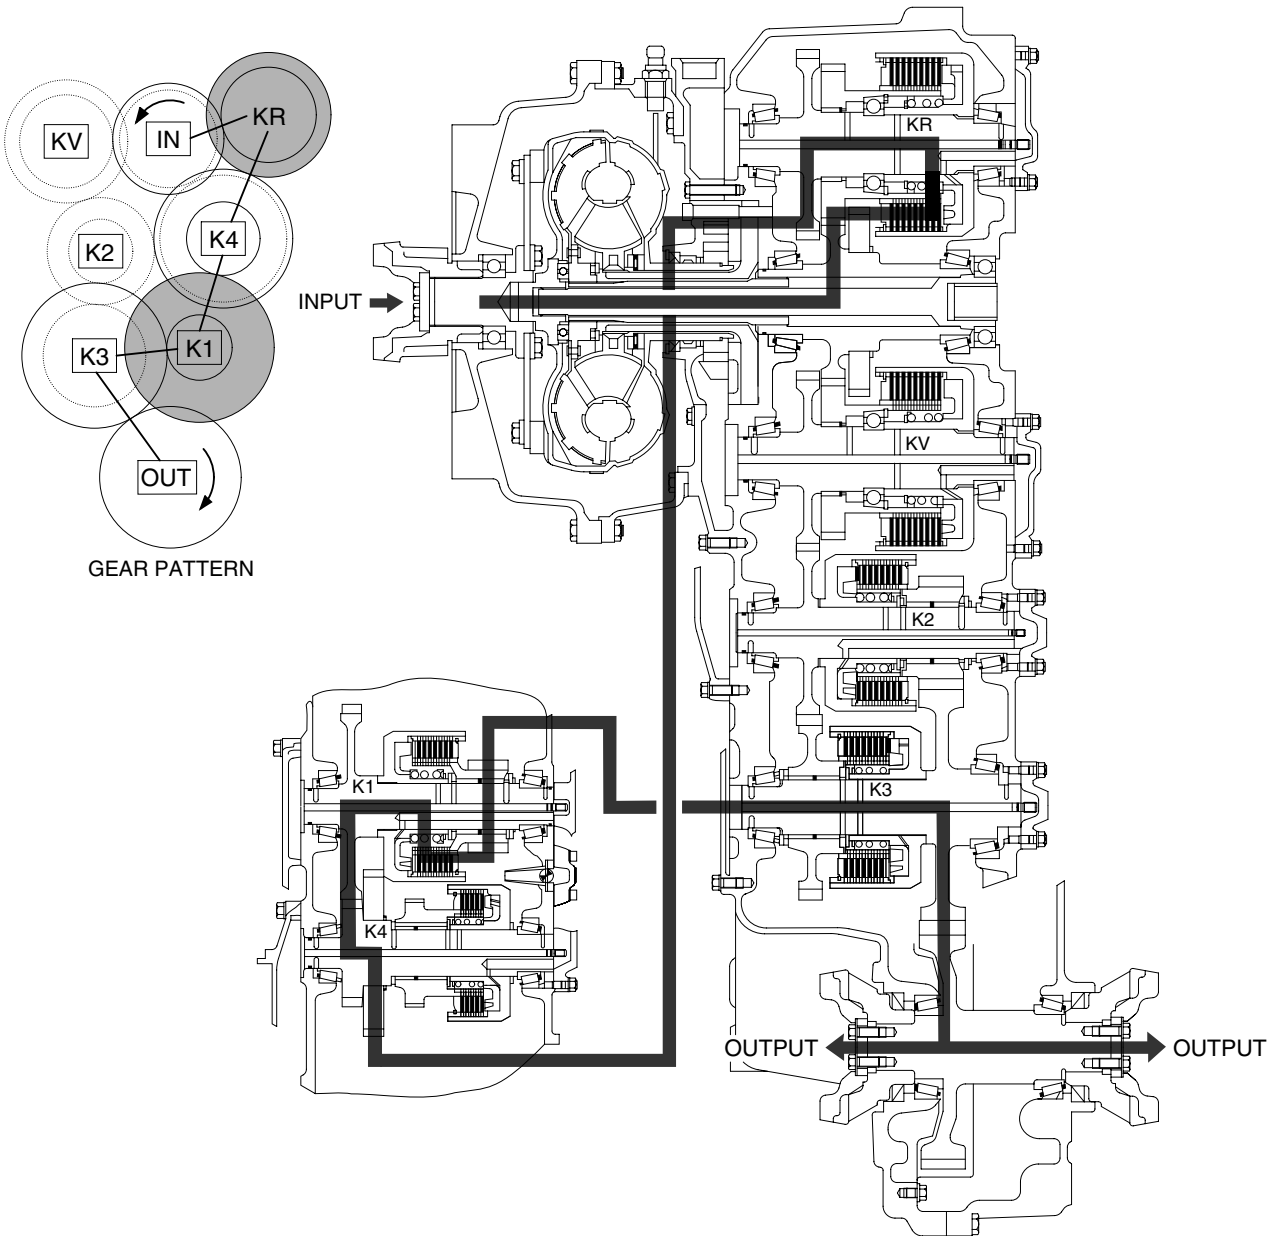 KV
IN
KR
K2
K4
K3
K1
OUT
GEAR PATTERN
INPUT
KR
KV
K2
K3
K1
K4
OUTPUT
OUTPUT